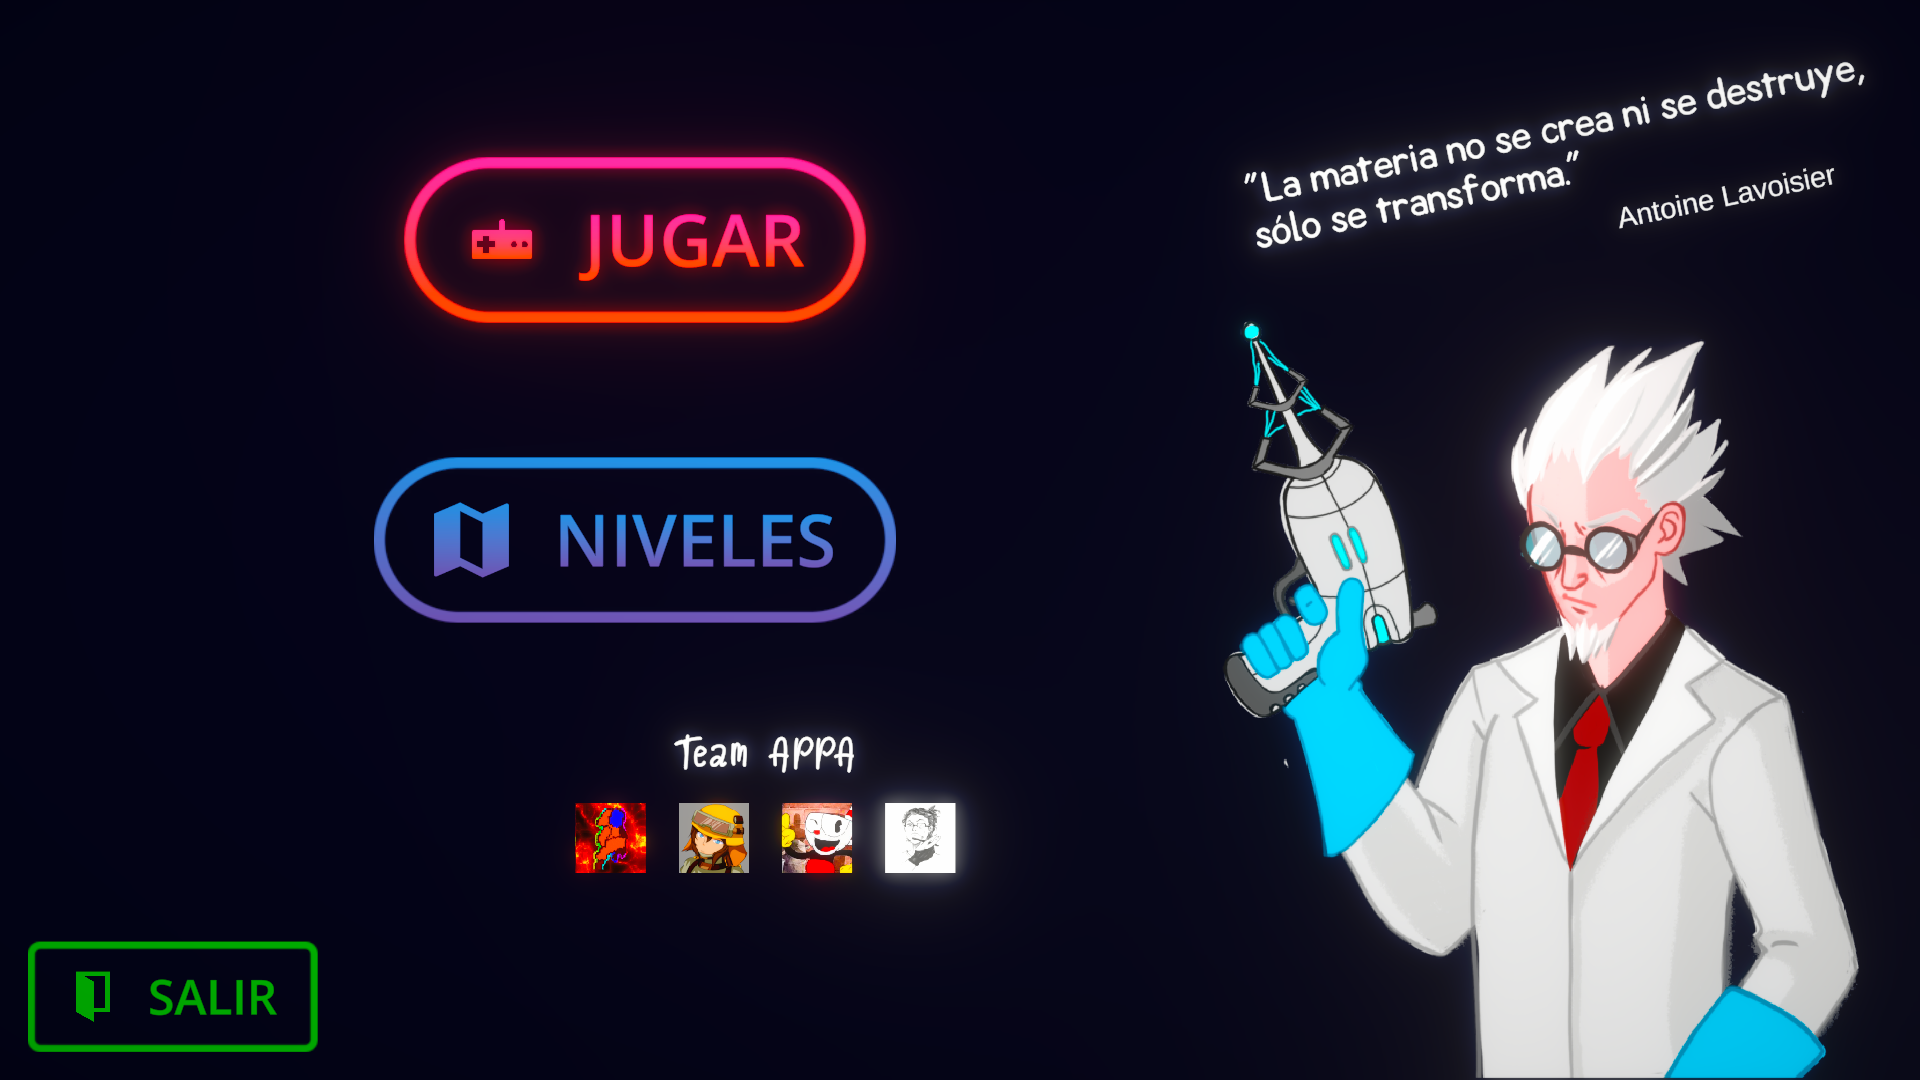 JUGAR
NIVELES
Team APPA
SALIR
"La materia no se crea ni se destruye,
sólo se transforma."
Antoine Lavoisier